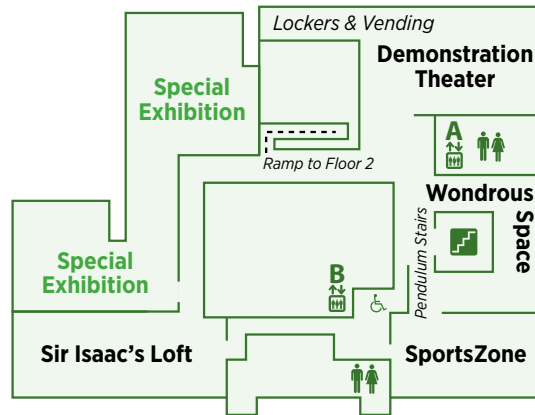 Lockers & Vending
Demonstration
Theater
Special
Exhibition
A
Ramp to Floor 2
Wondrous
Space
Pendulum Stairs
Special
Exhibition
B
Sir Isaac's Loft
SportsZone